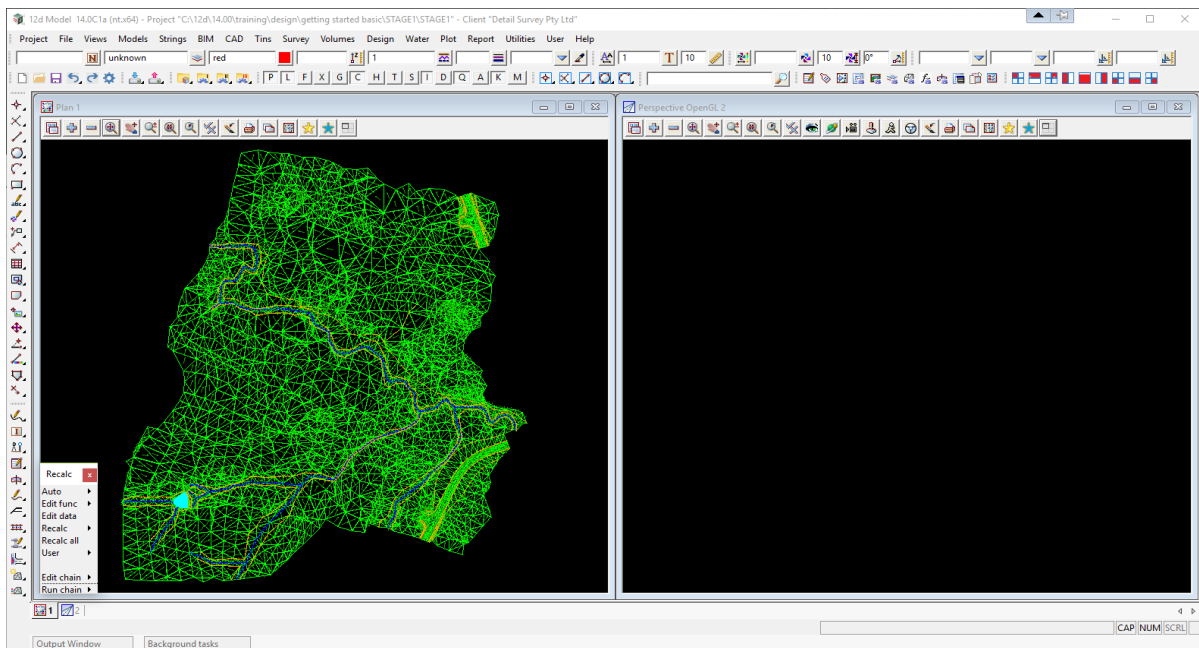 12d Model 14.0C1a (nt.x64) - Project "C:\12d\14.00\training\design\getting started basic\STAGE1\STAGE1" - Client "Detail Survey Pty Ltd"
Project File Views Models Strings BIM CAD Tins Survey Volumes Design Water Plot Report Utilities User Help
N unknown red 1 1 T 10 10 0°
P L F X G C H T S I D Q A K M
Plan 1
Perspective OpenGL 2
Recalc x
Auto
Edit func
Edit data
Recalc
Recalc all
User
Edit chain
Run chain
1 2
CAP NUM SCRL
Output Window Background tasks